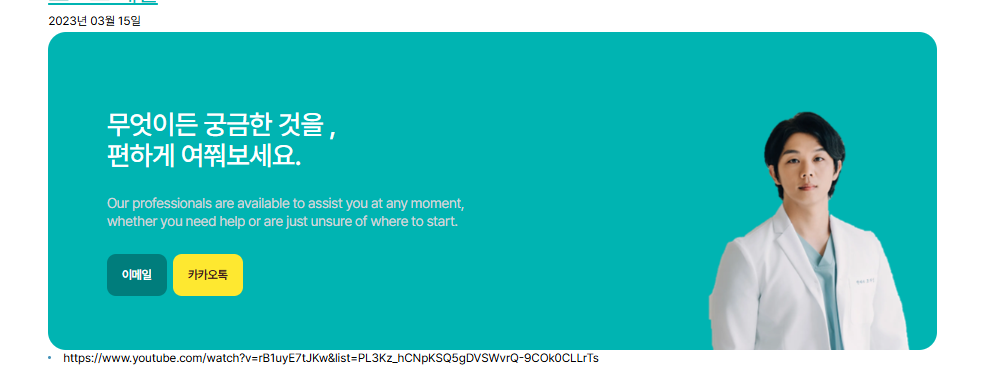 2023년 03월 15일
무엇이든 궁금한 것을 ,
편하게 여쭤보세요.
Our professionals are available to assist you at any moment,
whether you need help or are just unsure of where to start.
이메일 카카오톡
https://www.youtube.com/watch?v=rB1uyE7tJKw&list=PL3Kz_hCNpKSQ5gDVSWvrQ-9COk0CLLrTs